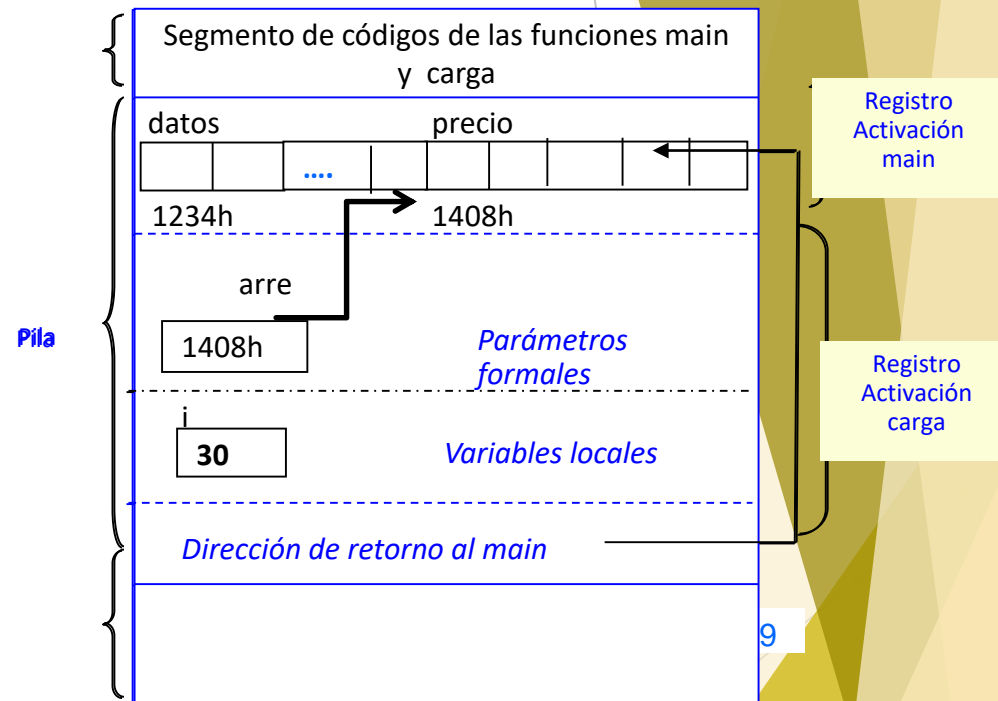 Segmento de códigos de las funciones main
y carga
datos
precio
....
1234h
1408h
arre
1408h
Parámetros
formales
i
30
Variables locales
Dirección de retorno al main
Pila
Registro
Activación
main
Registro
Activación
carga
9